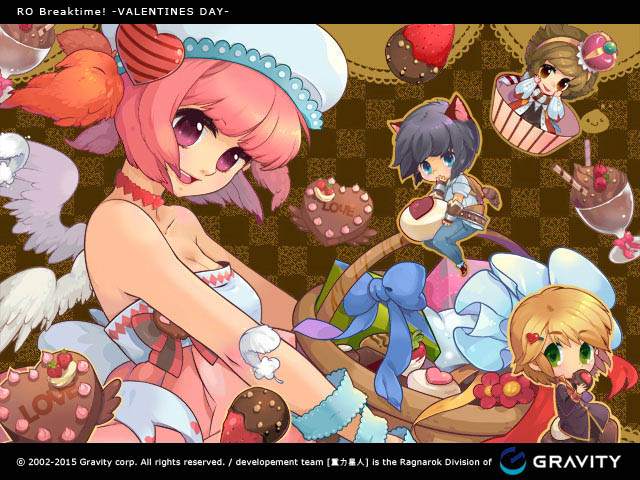 RO Breaktime! -VALENTINES DAY-
LOVE
LOVE
© 2002-2015 Gravity corp. All rights reserved. / developement team [重力星人] is the Ragnarok Division of GRAVITY